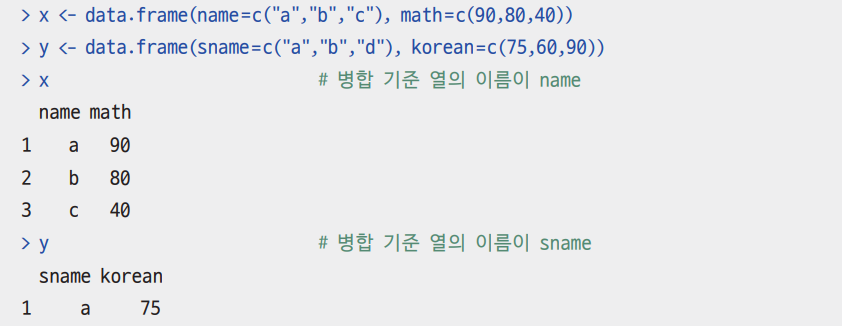 > x <- data.frame(name=c("a","b","c"), math=c(90,80,40))
> y <- data.frame(sname=c("a","b","d"), korean=c(75,60,90))
> x # 병합 기준 열의 이름이 name
name math
1 a 90
2 b 80
3 c 40
> y # 병합 기준 열의 이름이 sname
sname korean
1 a 75